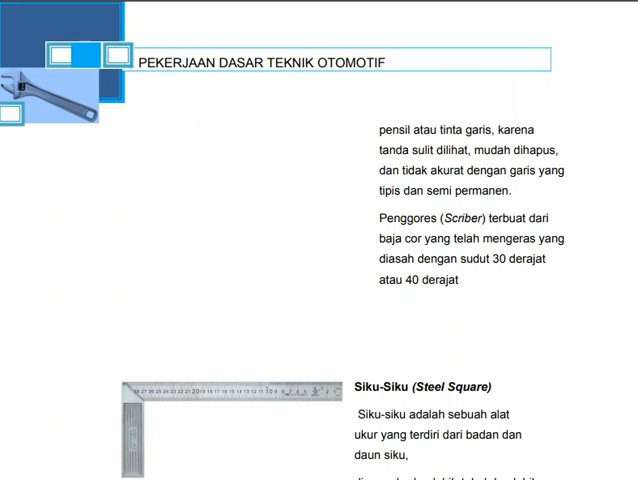 PEKERJAAN DASAR TEKNIK OTOMOTIF
pensil atau tinta garis, karena
tanda sulit dilihat, mudah dihapus,
dan tidak akurat dengan garis yang
tipis dan semi permanen.
Penggores (Scriber) terbuat dari
baja cor yang telah mengeras yang
diasah dengan sudut 30 derajat
atau 40 derajat
Siku-Siku (Steel Square)
Siku-siku adalah sebuah alat
ukur yang terdiri dari badan dan
daun siku,